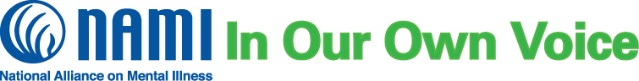 NAMI In Our Own Voice
National Alliance on Mental Illness